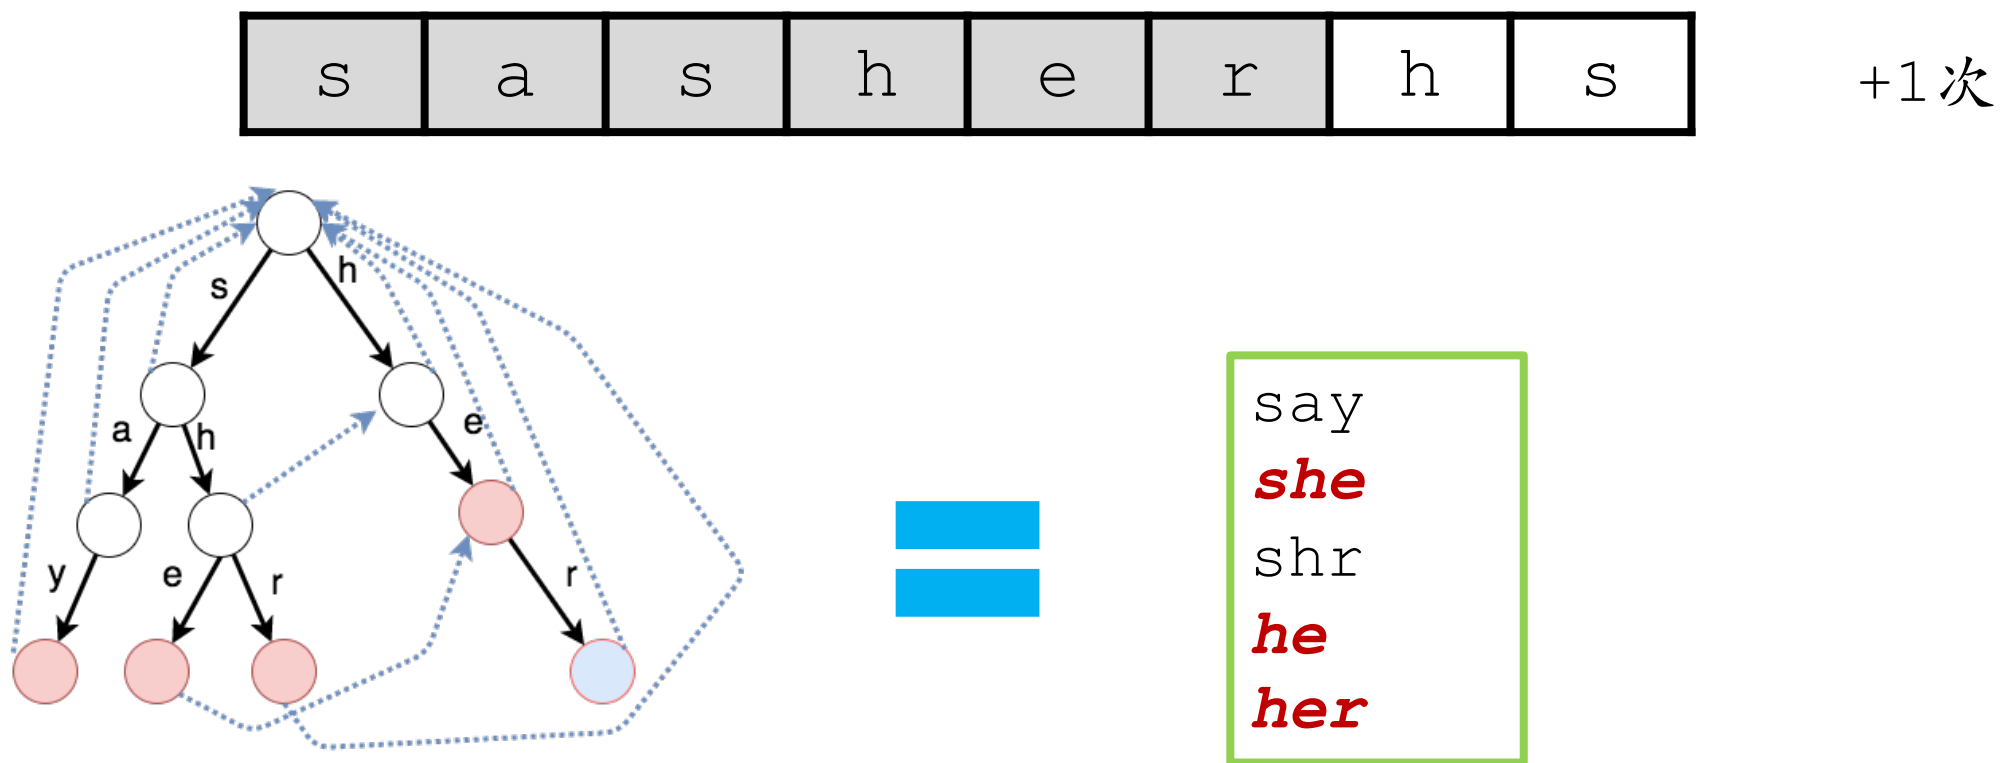 s a s h e r h s +1次
s h
a h e
y e r r
say
she
shr
he
her